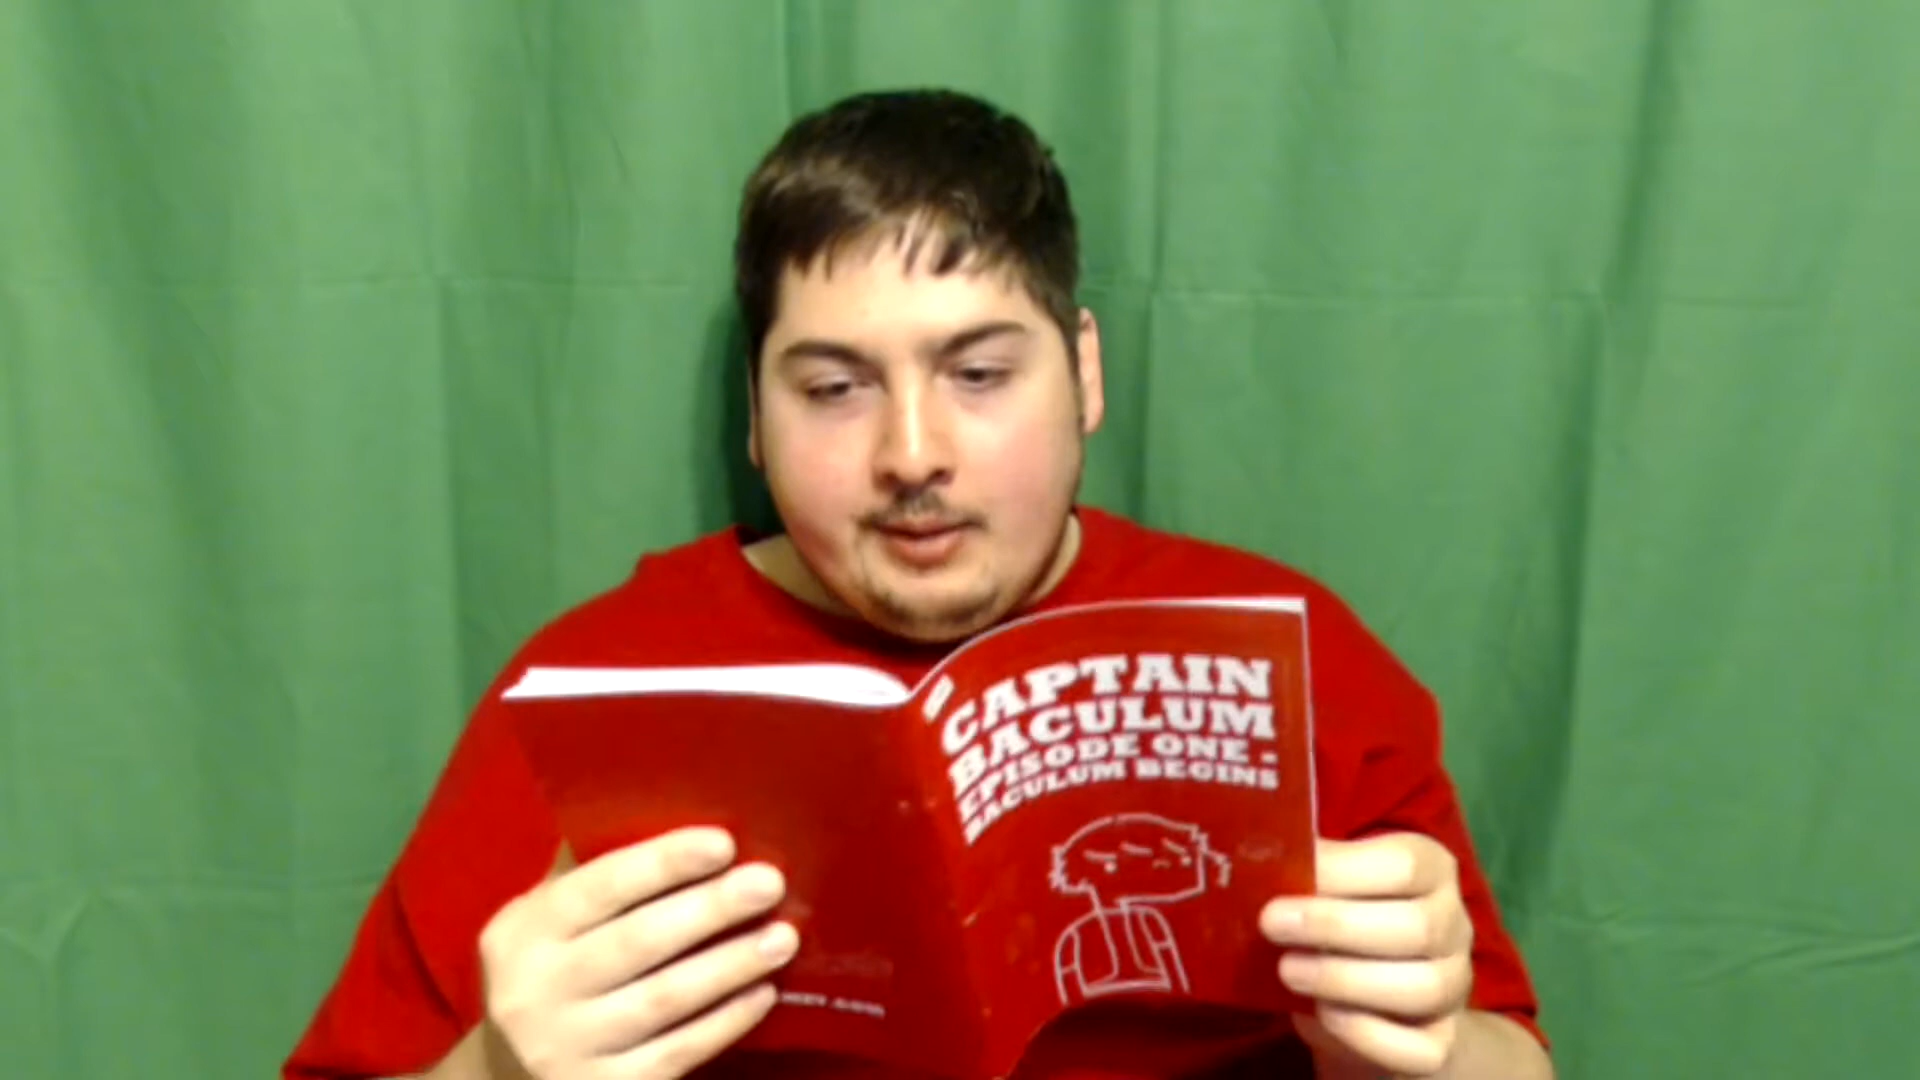 CAPTAIN
BACULUM
EPISODE ONE -
BACULUM BEGINS